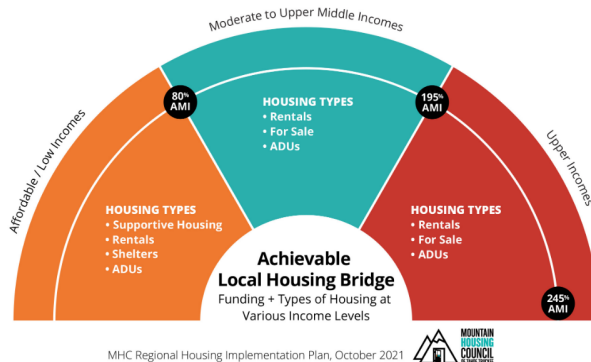 Moderate to Upper Middle Incomes
Affordable / Low Incomes
Upper Incomes
80%
AMI
195%
AMI
HOUSING TYPES
• Rentals
• For Sale
• ADUs
HOUSING TYPES
• Supportive Housing
• Rentals
• Shelters
• ADUs
HOUSING TYPES
• Rentals
• For Sale
• ADUs
Achievable
Local Housing Bridge
Funding + Types of Housing at
Various Income Levels
245%
AMI
MHC Regional Housing Implementation Plan, October 2021
MOUNTAIN
HOUSING
COUNCIL
OF TAHOE TRUCKEE